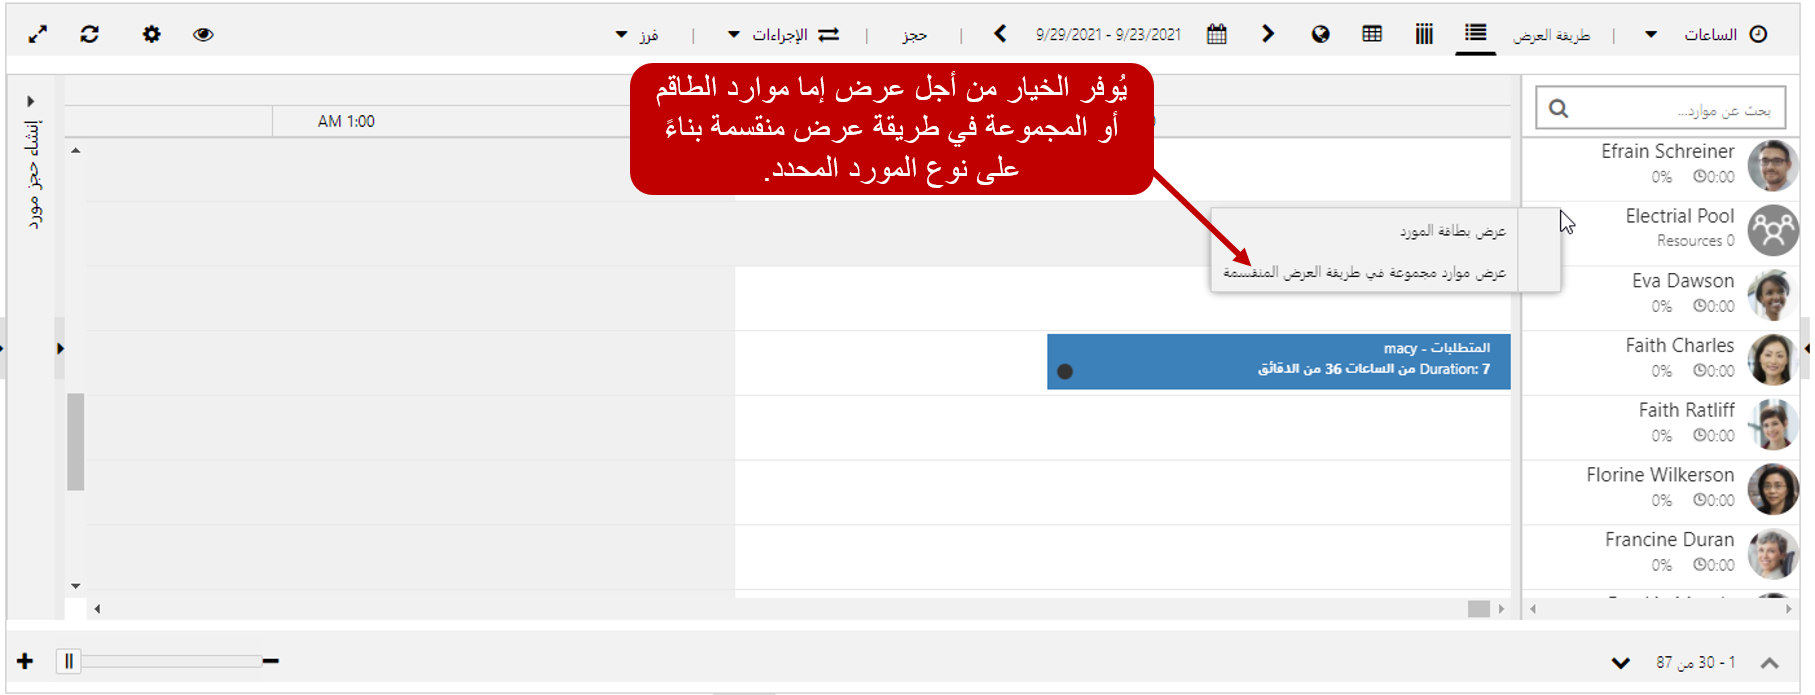 الساعات
طريقة العرض
9/23/2021 - 9/29/2021
حجز
الإجراءات
فرز
يُوفر الخيار من أجل عرض إما موارد الطاقم
أو المجموعة في طريقة عرض منقسمة بناءً
على نوع المورد المحدد.
بحث عن موارد...
1:00 AM
إنشاء حجز مورد
Efrain Schreiner
0% 0:00
Electrial Pool
Resources 0
عرض بطاقة المورد
عرض موارد مجموعة في طريقة العرض المنقسمة
Eva Dawson
0% 0:00
Faith Charles
0% 0:00
المتطلبات - macy
Duration: 7 من الساعات 36 من الدقائق
Faith Ratliff
0% 0:00
Florine Wilkerson
0% 0:00
Francine Duran
0% 0:00
1 - 30 من 87